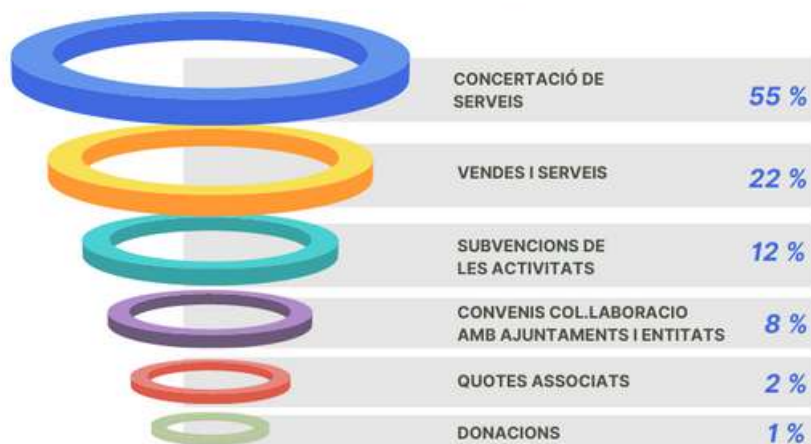 CONCERTACIÓ DE
SERVEIS
55 %
VENDES I SERVEIS
22 %
SUBVENCIONS DE
LES ACTIVITATS
12 %
CONVENIS COL.LABORACIO
AMB AJUNTAMENTS I ENTITATS
8 %
QUOTES ASSOCIATS
2 %
DONACIONS
1 %